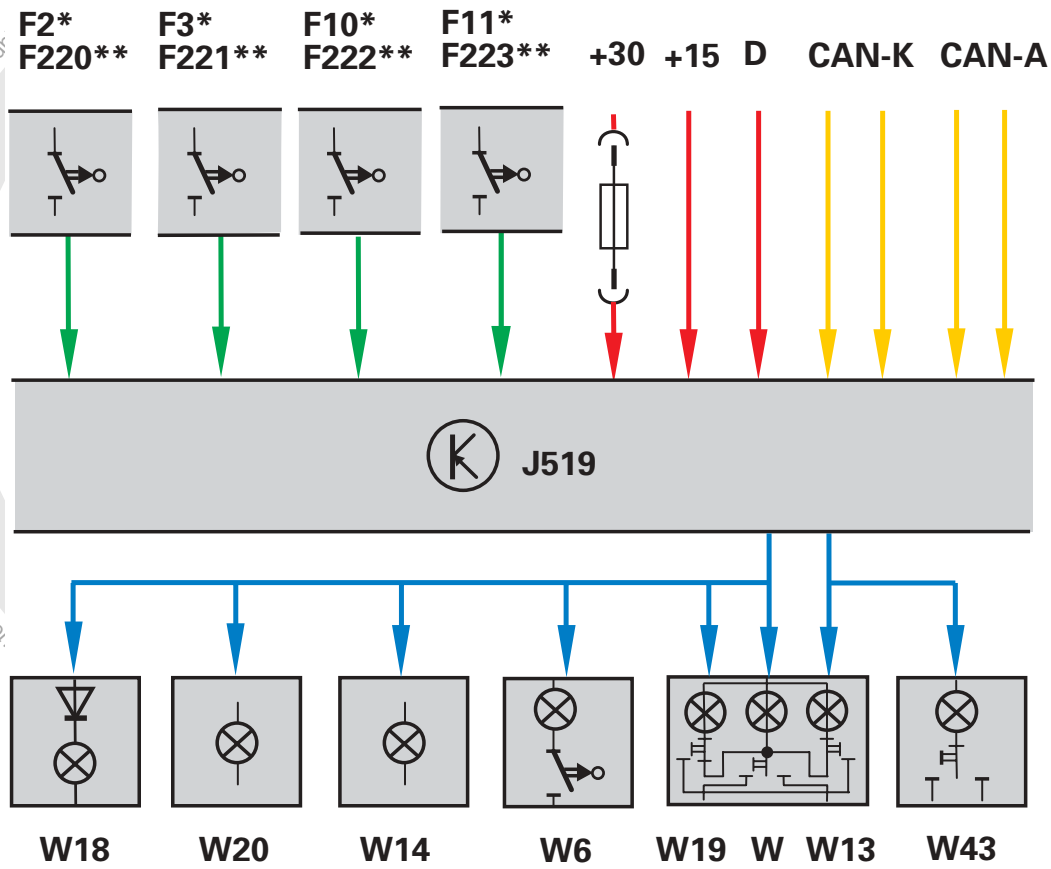 F2* F3* F10* F11*
F220** F221** F222** F223** +30 +15 D CAN-K CAN-A
J519
W18 W20 W14 W6 W19 W W13 W43